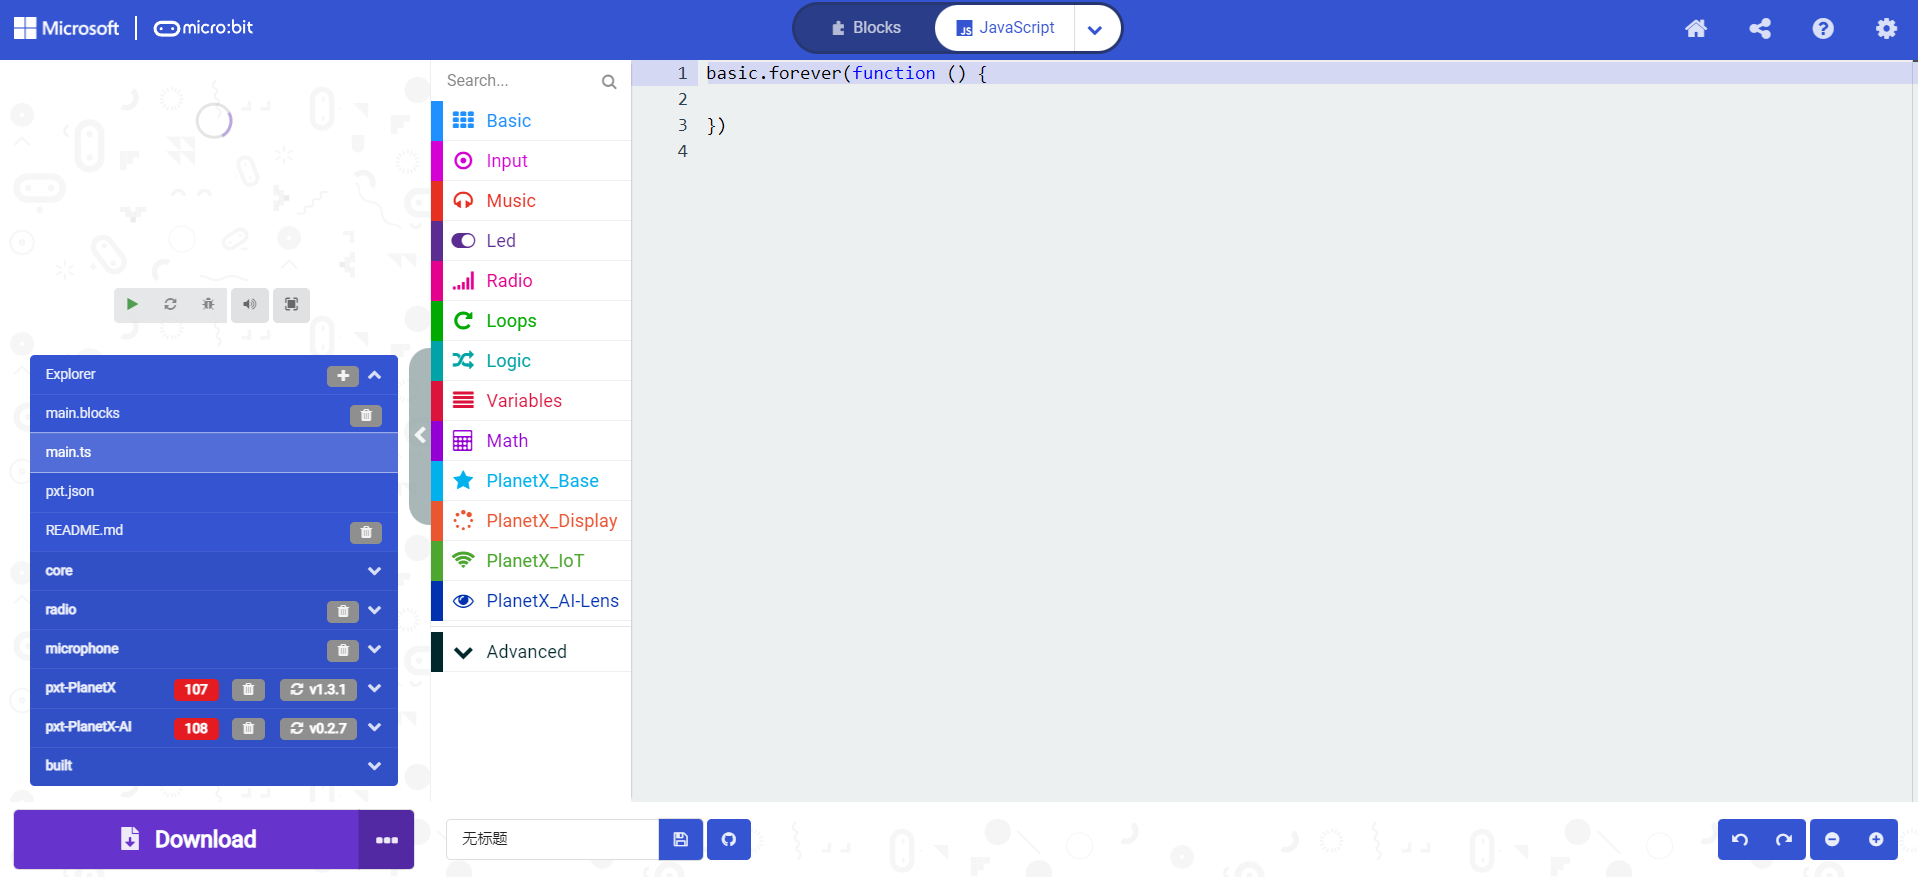 Microsoft micro:bit
Blocks
JavaScript
Explorer
main.blocks
main.ts
pxt.json
README.md
core
radio
microphone
pxt-PlanetX 107 v1.3.1
pxt-PlanetX-AI 108 v0.2.7
built
Search...
Basic
Input
Music
Led
Radio
Loops
Logic
Variables
Math
PlanetX_Base
PlanetX_Display
PlanetX_IoT
PlanetX_AI-Lens
Advanced
1 basic.forever(function () {
2
3 })
4
Download
无标题